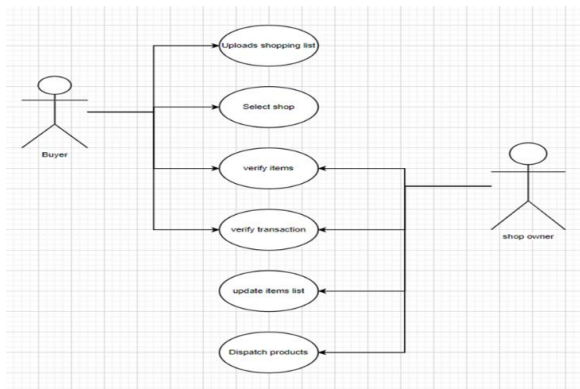 Uploads shopping list
Select shop
Buyer
verify items
verify transaction
shop owner
update items list
Dispatch products